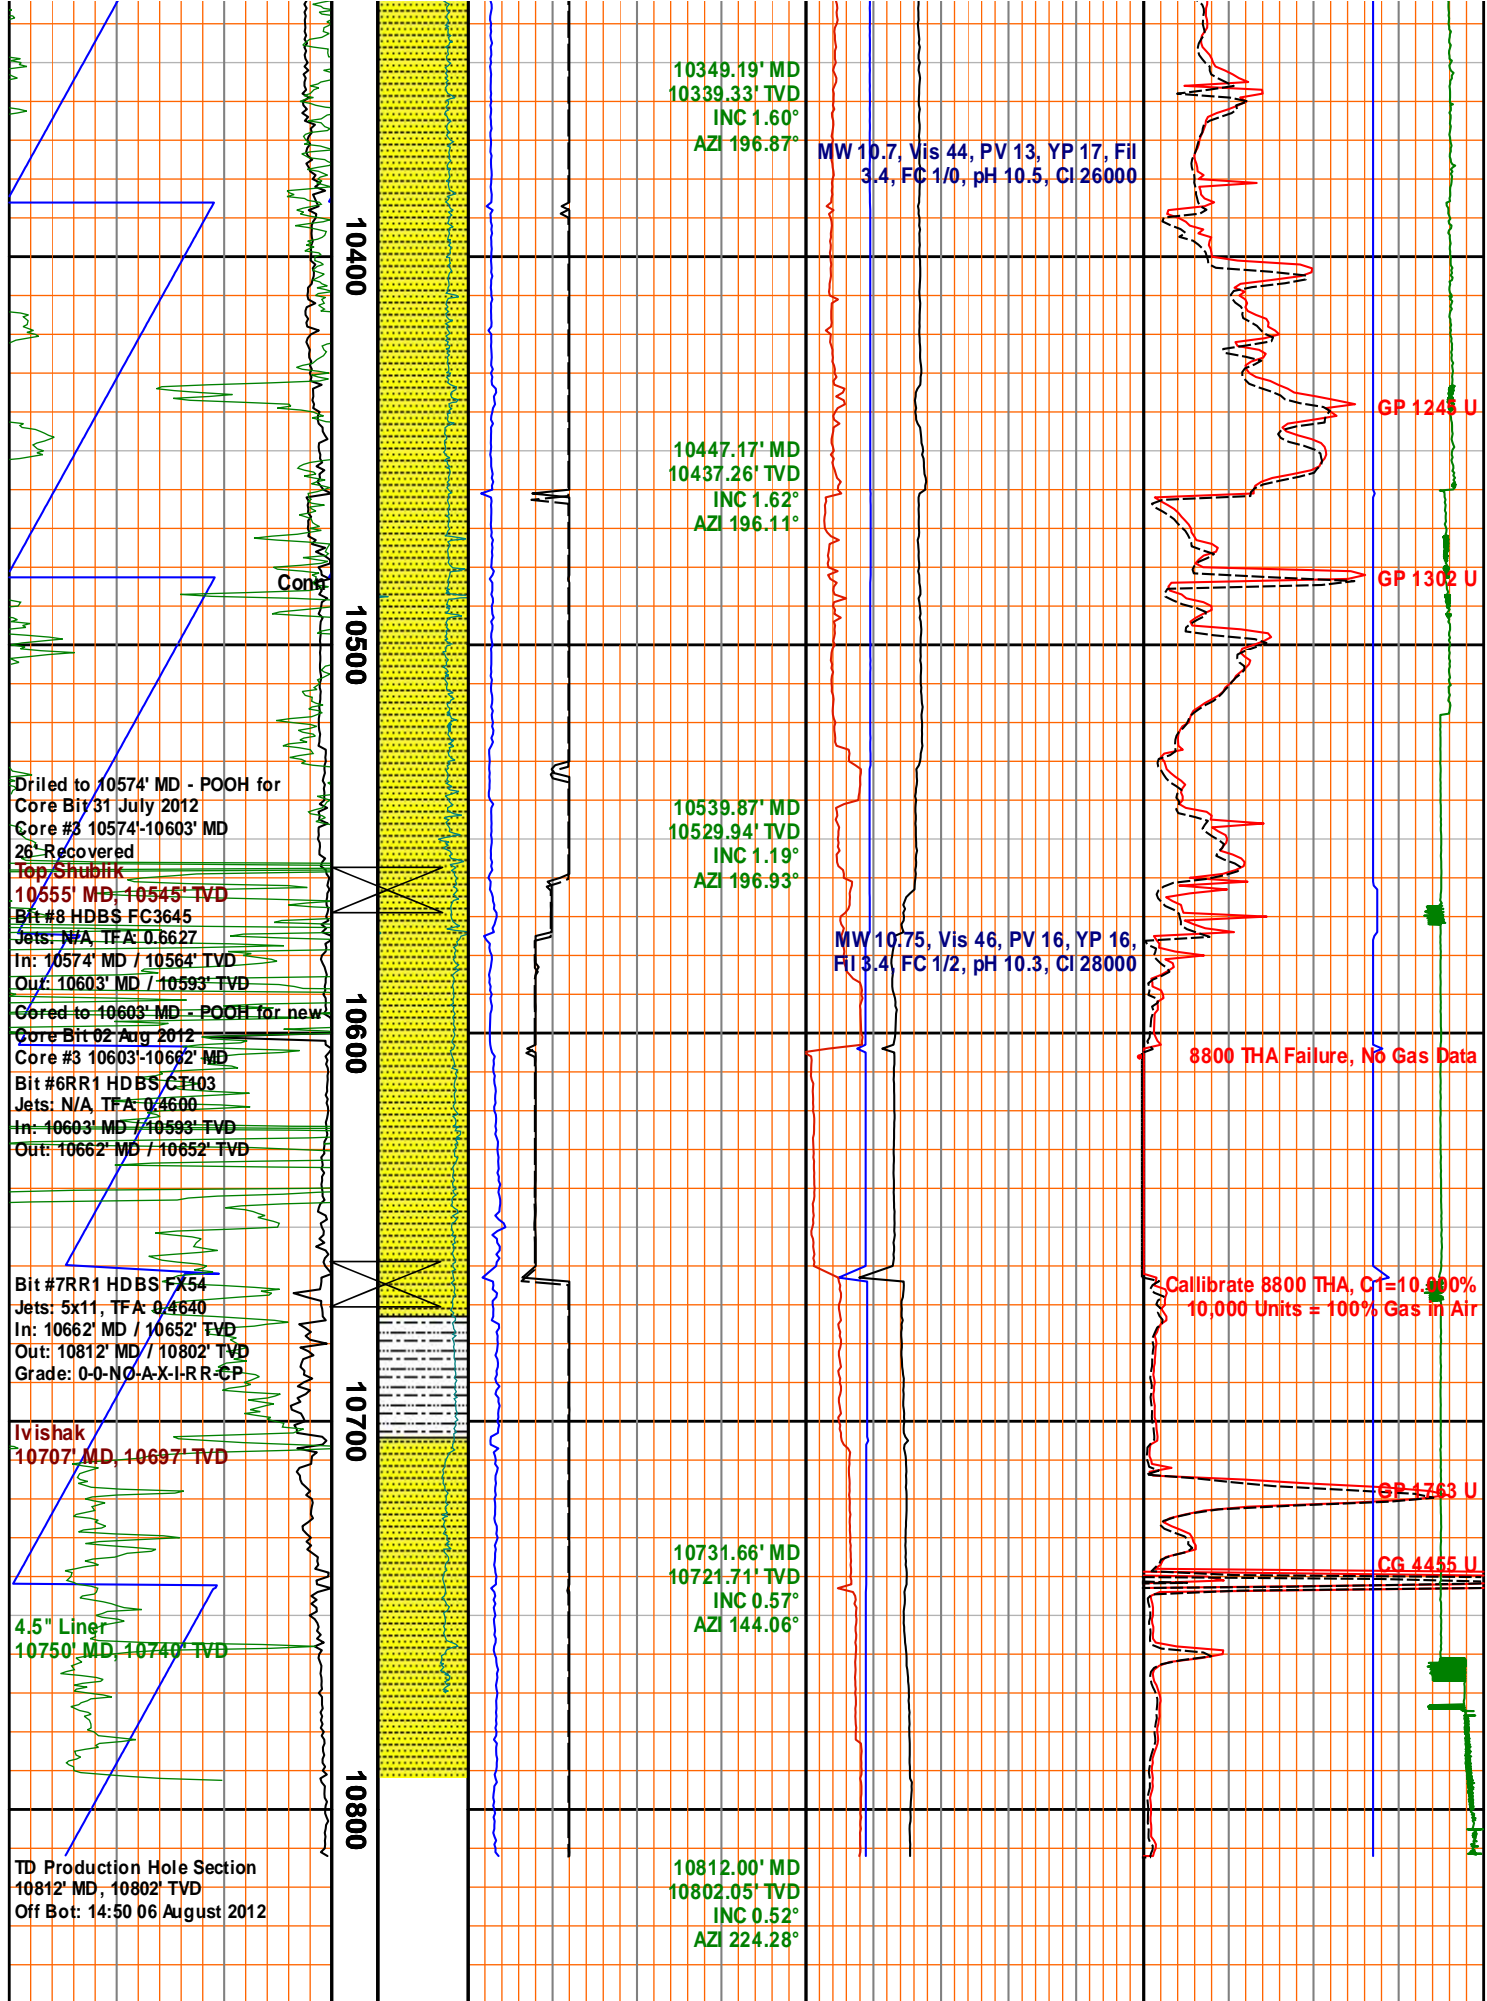 10349.19' MD
10339.33' TVD
INC 1.60°
AZI 196.87°
MW 10.7, Vis 44, PV 13, YP 17, Fil
3.4, FC 1/0, pH 10.5, Cl 26000
10400
GP 1245 U
10447.17' MD
10437.26' TVD
INC 1.62°
AZI 196.11°
Conn
GP 1302 U
10500
Driled to 10574' MD - POOH for
Core Bit 31 July 2012
Core #3 10574'-10603' MD
26' Recovered
Top Shublik
10555' MD, 10545' TVD
Bit #8 HDBS FC3645
Jets: N/A, TFA: 0.6627
In: 10574' MD / 10564' TVD
Out: 10603' MD / 10593' TVD
10539.87' MD
10529.94' TVD
INC 1.19°
AZI 196.93°
MW 10.75, Vis 46, PV 16, YP 16,
Fil 3.4, FC 1/2, pH 10.3, Cl 28000
Cored to 10603' MD - POOH for new
Core Bit 02 Aug 2012
Core #3 10603'-10662' MD
Bit #6RR1 HDBS CT103
Jets: N/A, TFA: 0.4600
In: 10603' MD / 10593' TVD
Out: 10662' MD / 10652' TVD
10600
8800 THA Failure, No Gas Data
Bit #7RR1 HDBS FX54
Jets: 5x11, TFA: 0.4640
In: 10662' MD / 10652' TVD
Out: 10812' MD / 10802' TVD
Grade: 0-0-NO-A-X-I-RR-CP
Callibrate 8800 THA, C1=10.000%
10,000 Units = 100% Gas in Air
10700
Ivishak
10707' MD, 10697' TVD
GP 1763 U
CG 4455 U
10731.66' MD
10721.71' TVD
INC 0.57°
AZI 144.06°
4.5" Liner
10750' MD, 10740' TVD
10800
TD Production Hole Section
10812' MD, 10802' TVD
Off Bot: 14:50 06 August 2012
10812.00' MD
10802.05' TVD
INC 0.52°
AZI 224.28°